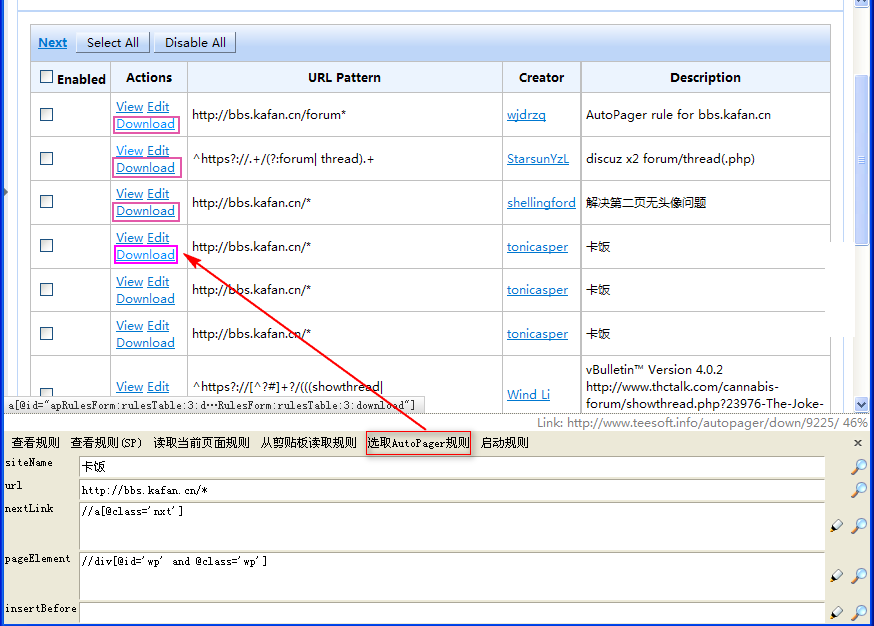 Next Select All Disable All
Enabled Actions URL Pattern Creator Description
View Edit
Download
http://bbs.kafan.cn/forum*
wjdrzq
AutoPager rule for bbs.kafan.cn
View Edit
Download
^https?://.+/(?:forum| thread).+
StarsunYzL
discuz x2 forum/thread(.php)
View Edit
Download
http://bbs.kafan.cn/*
shellingford
解决第二页无头像问题
View Edit
Download
http://bbs.kafan.cn/*
tonicasper
卡饭
View Edit
Download
http://bbs.kafan.cn/*
tonicasper
卡饭
View Edit
Download
http://bbs.kafan.cn/*
tonicasper
卡饭
View Edit
^https?://[^?#]+?/(((showthread|
Wind Li
vBulletin™ Version 4.0.2
http://www.thctalk.com/cannabis-
forum/showthread.php?23976-The-Joke-
a[@id="apRulesForm:rulesTable:3:d…RulesForm:rulesTable:3:download"]
Link: http://www.teesoft.info/autopager/down/9225/ 46%
查看规则 查看规则(SP) 读取当前页面规则 从剪贴板读取规则 选取AutoPager规则 启动规则
siteName 卡饭
url http://bbs.kafan.cn/*
nextLink //a[@class='nxt']
pageElement //div[@id='wp' and @class='wp']
insertBefore